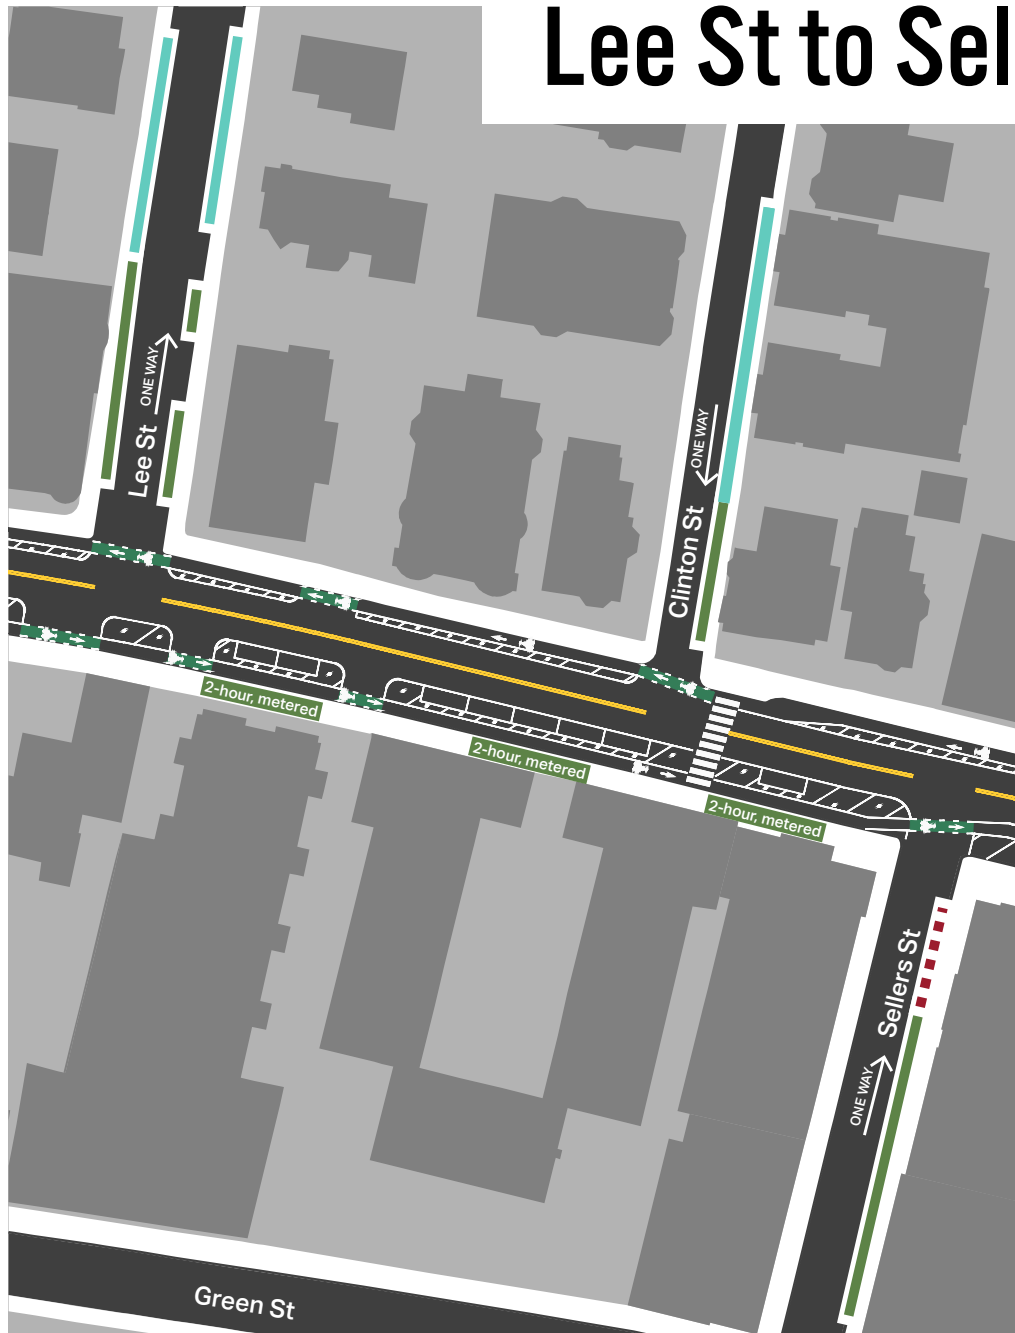 Lee St to Sel
ONE WAY
Lee St
ONE WAY
Clinton St
2-hour, metered
2-hour, metered
2-hour, metered
Sellers St
ONE WAY
Green St